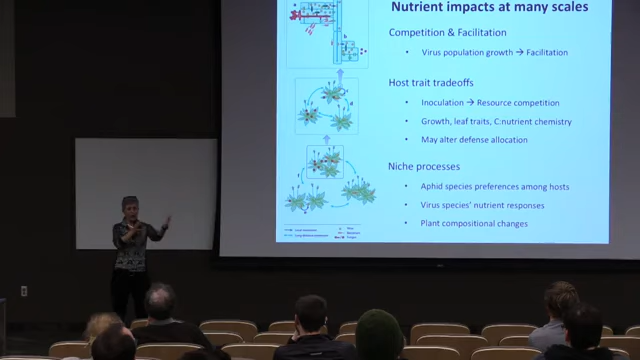 Nutrient impacts at many scales
Competition & Facilitation
• Virus population growth → Facilitation
Host trait tradeoffs
• Inoculation → Resource competition
• Growth, leaf traits, C:nutrient chemistry
• May alter defense allocation
Niche processes
• Aphid species preferences among hosts
• Virus species' nutrient responses
• Plant compositional changes